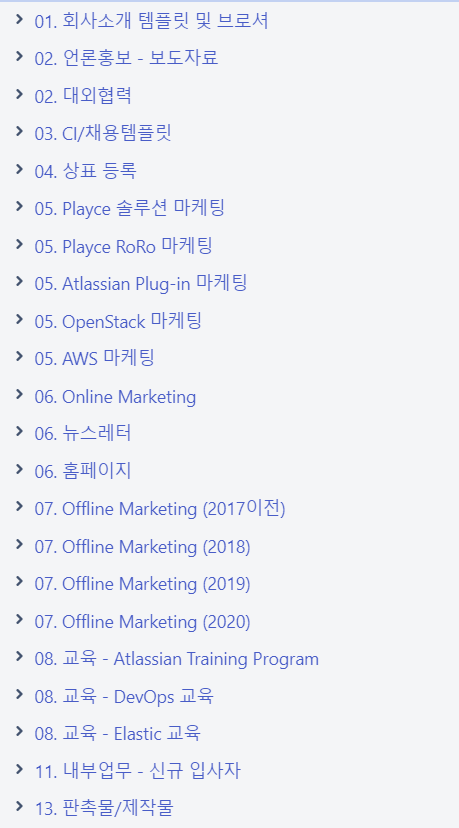 01. 회사소개 템플릿 및 브로셔
02. 언론홍보 - 보도자료
02. 대외협력
03. CI/채용템플릿
04. 상표 등록
05. Playce 솔루션 마케팅
05. Playce RoRo 마케팅
05. Atlassian Plug-in 마케팅
05. OpenStack 마케팅
05. AWS 마케팅
06. Online Marketing
06. 뉴스레터
06. 홈페이지
07. Offline Marketing (2017이전)
07. Offline Marketing (2018)
07. Offline Marketing (2019)
07. Offline Marketing (2020)
08. 교육 - Atlassian Training Program
08. 교육 - DevOps 교육
08. 교육 - Elastic 교육
11. 내부업무 - 신규 입사자
13. 판촉물/제작물